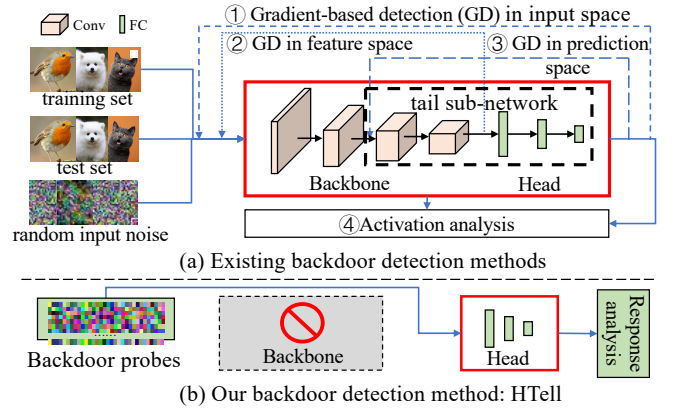 Conv FC
① Gradient-based detection (GD) in input space
② GD in feature space
③ GD in prediction
space
training set
test set
random input noise
tail sub-network
Backbone
Head
④Activation analysis
(a) Existing backdoor detection methods
......
Backdoor probes
Backbone
Head
Response
analysis
(b) Our backdoor detection method: HTell